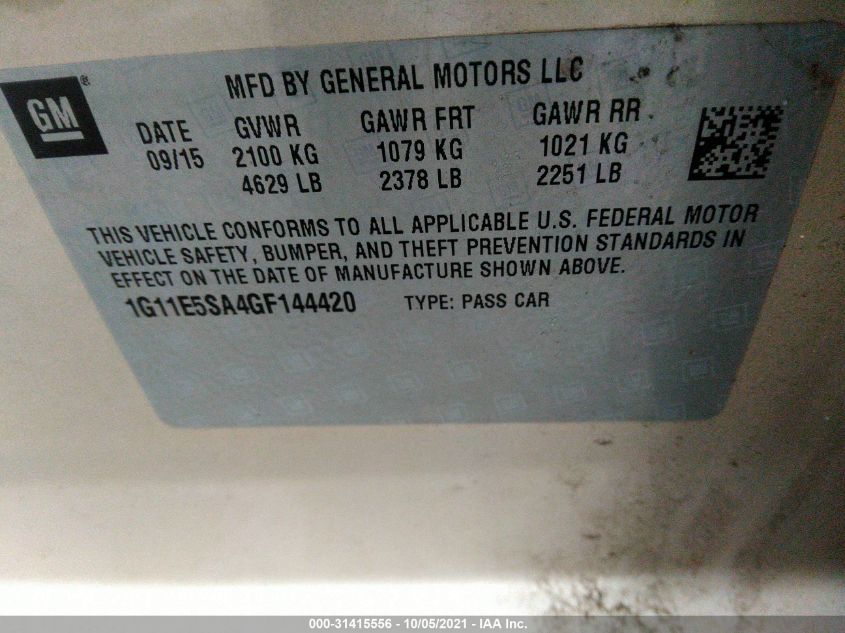 GM®
MFD BY GENERAL MOTORS LLC
DATE GVWR GAWR FRT GAWR RR
09/15 2100 KG 1079 KG 1021 KG
4629 LB 2378 LB 2251 LB
THIS VEHICLE CONFORMS TO ALL APPLICABLE U.S. FEDERAL MOTOR
VEHICLE SAFETY, BUMPER, AND THEFT PREVENTION STANDARDS IN
EFFECT ON THE DATE OF MANUFACTURE SHOWN ABOVE.
1G11E5SA4GF144420 TYPE: PASS CAR
000-31415556 - 10/05/2021 - IAA Inc.